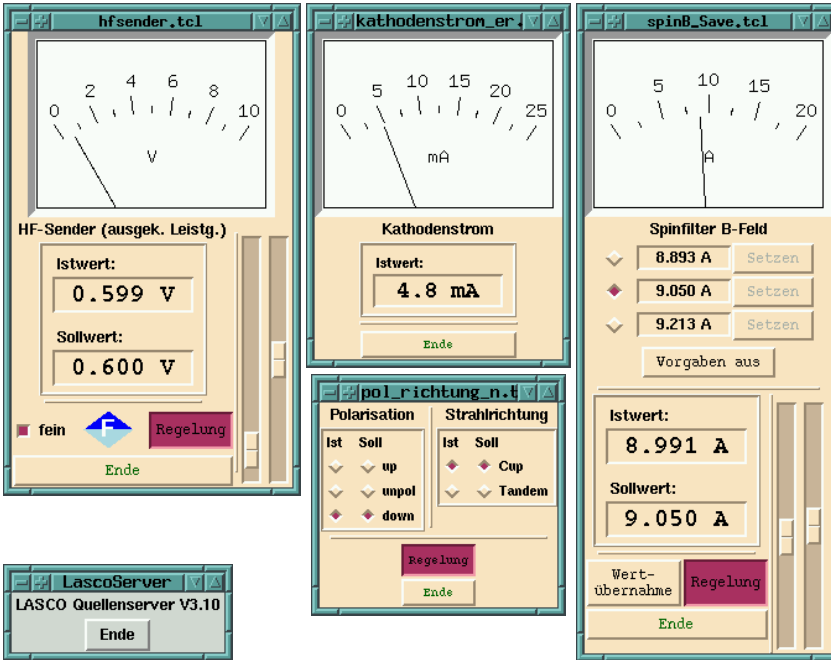 hfsender.tcl
0 2 4 6 8 10
V
HF-Sender (ausgek. Leistg.)
Istwert:
0.599 V
Sollwert:
0.600 V
fein
F
Regelung
Ende
kathodenstrom_er.
0 5 10 15 20 25
mA
Kathodenstrom
Istwert:
4.8 mA
Ende
spinB_Save.tcl
0 5 10 15 20
A
Spinfilter B-Feld
8.893 A Setzen
9.050 A Setzen
9.213 A Setzen
Vorgaben aus
Istwert:
8.991 A
Sollwert:
9.050 A
Wert-
übernahme
Regelung
Ende
pol_richtung_n.t
Polarisation
Ist Soll
up
unpol
down
Strahlrichtung
Ist Soll
Cup
Tandem
Regelung
Ende
LascoServer
LASCO Quellenserver V3.10
Ende